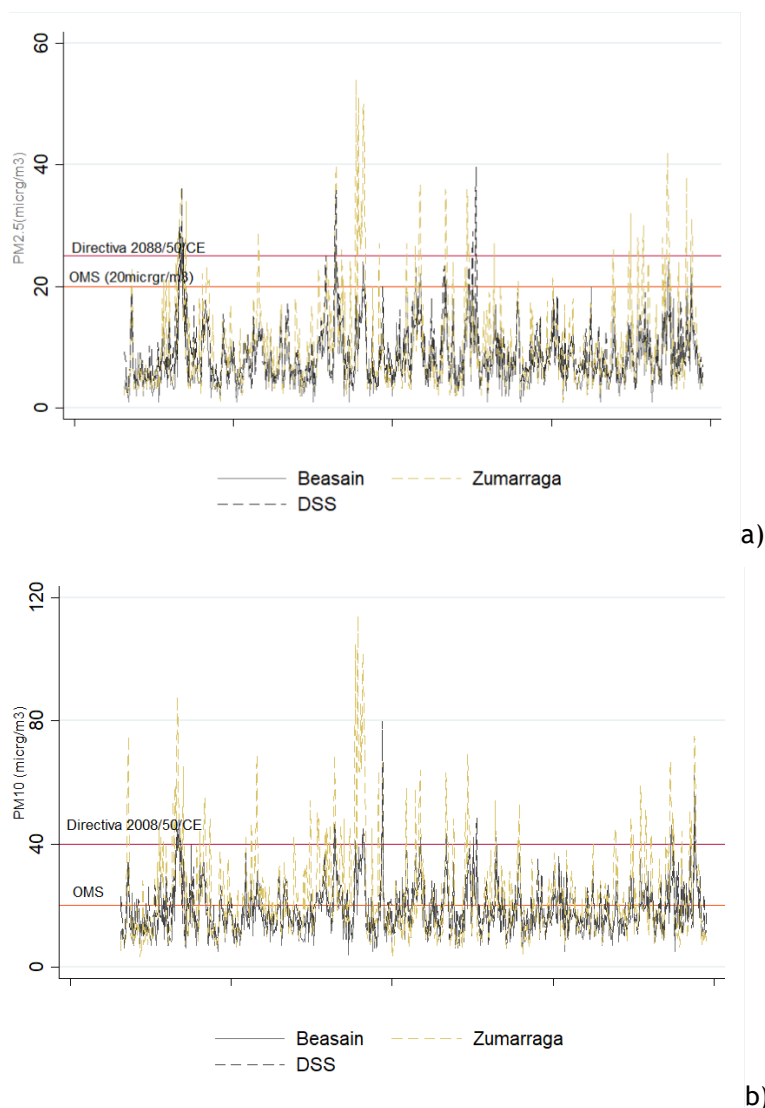 60
40
20
0
PM2.5(micrg/m3)
Directiva 2088/50/CE
OMS (20micrgr/m3)
Beasain
Zumarraga
DSS
a)
120
80
40
0
PM10 (micrg/m3)
Directiva 2008/50/CE
OMS
Beasain
Zumarraga
DSS
b)